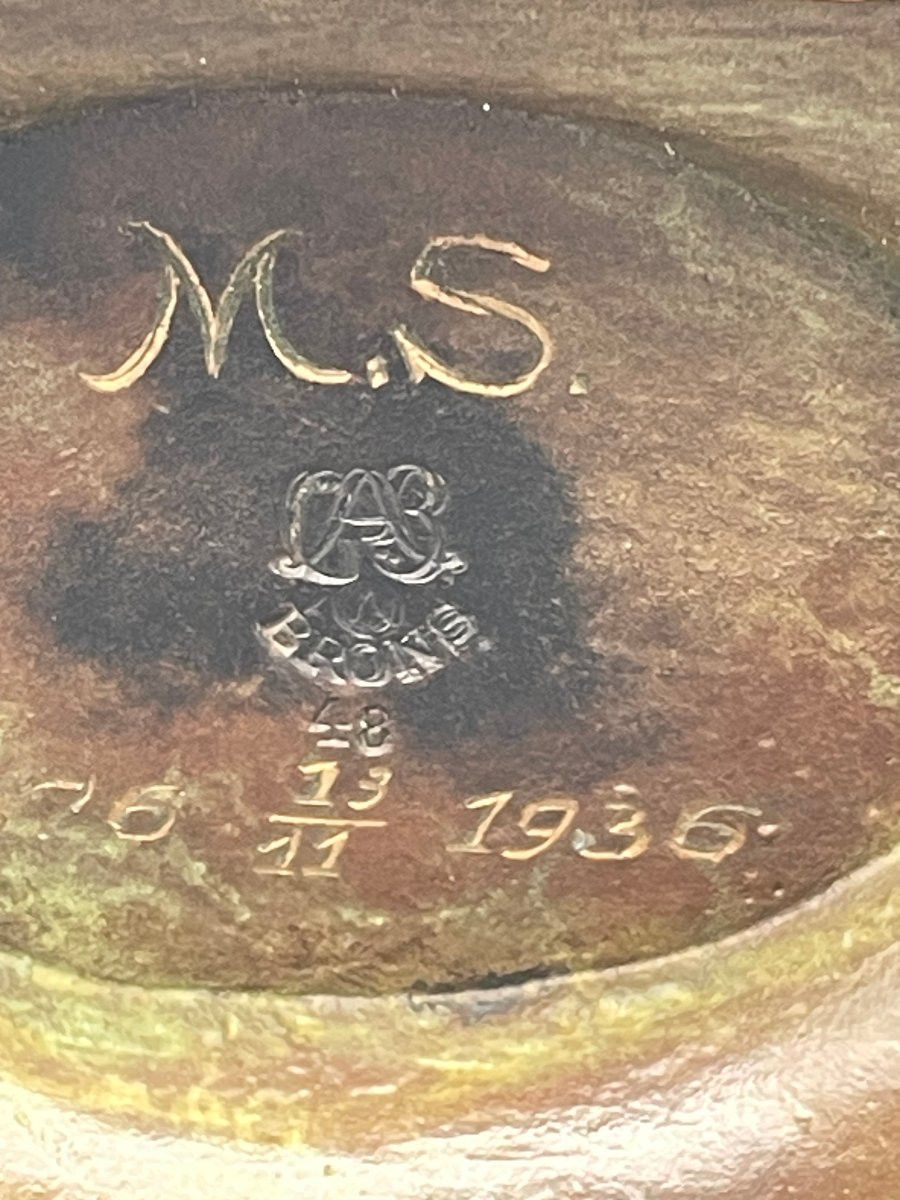 M.S.
CAB
BRONS
48
76 13/11 1936